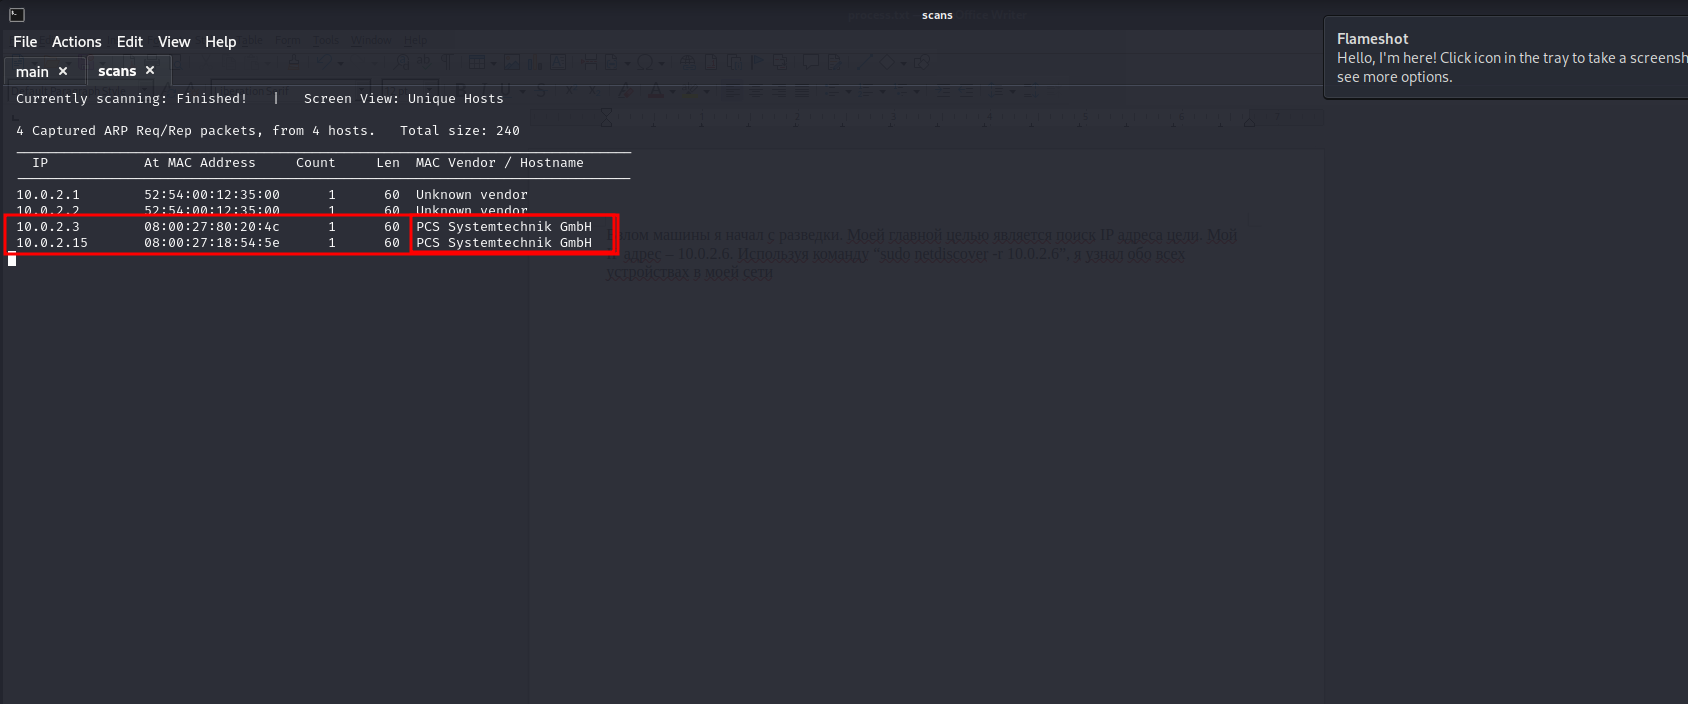 scans
File Actions Edit View Help
main × scans ×
Flameshot
Hello, I'm here! Click icon in the tray to take a screensh
see more options.
Currently scanning: Finished! | Screen View: Unique Hosts
4 Captured ARP Req/Rep packets, from 4 hosts. Total size: 240
IP At MAC Address Count Len MAC Vendor / Hostname
10.0.2.1 52:54:00:12:35:00 1 60 Unknown vendor
10.0.2.2 52:54:00:12:35:00 1 60 Unknown vendor
10.0.2.3 08:00:27:80:20:4c 1 60 PCS Systemtechnik GmbH
10.0.2.15 08:00:27:18:54:5e 1 60 PCS Systemtechnik GmbH
машины я начал с разведки. Моей главной целью является поиск IP адреса цели. Мой
адрес – 10.0.2.6. Используя команду “sudo netdiscover -r 10.0.2.6”, я узнал обо всех
устройствах в моей сети